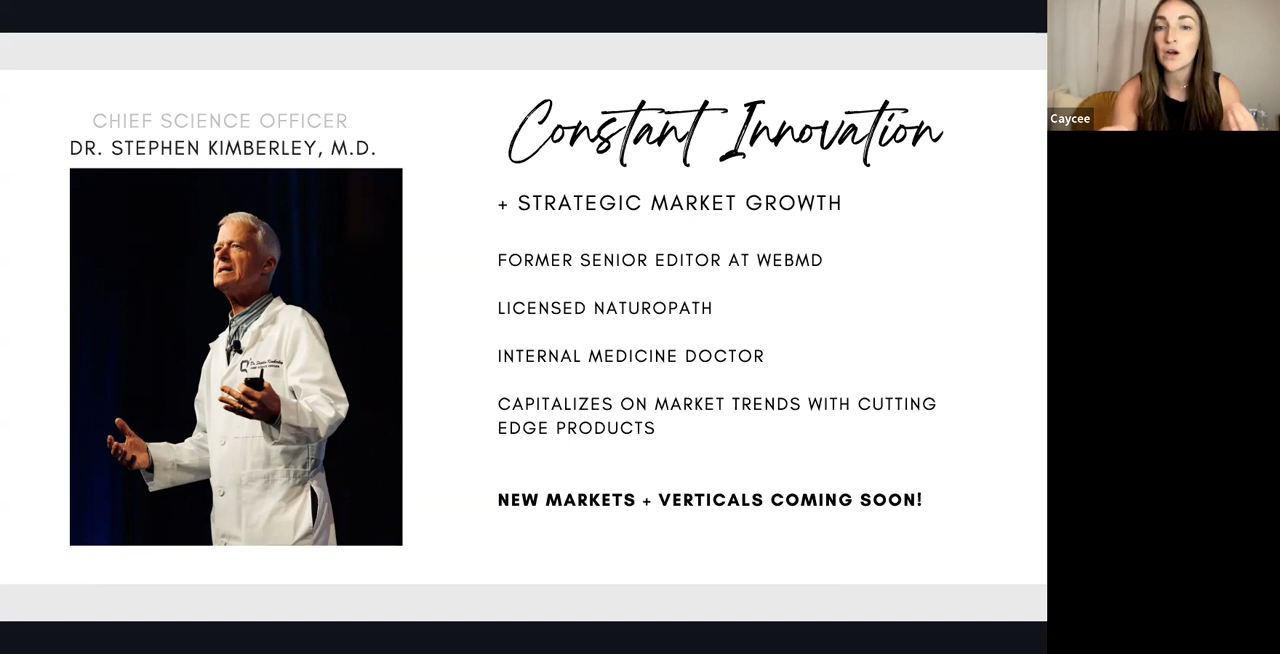 CHIEF SCIENCE OFFICER
DR. STEPHEN KIMBERLEY, M.D.
Constant Innovation
+ STRATEGIC MARKET GROWTH
FORMER SENIOR EDITOR AT WEBMD
LICENSED NATUROPATH
INTERNAL MEDICINE DOCTOR
CAPITALIZES ON MARKET TRENDS WITH CUTTING
EDGE PRODUCTS
NEW MARKETS + VERTICALS COMING SOON!
Caycee